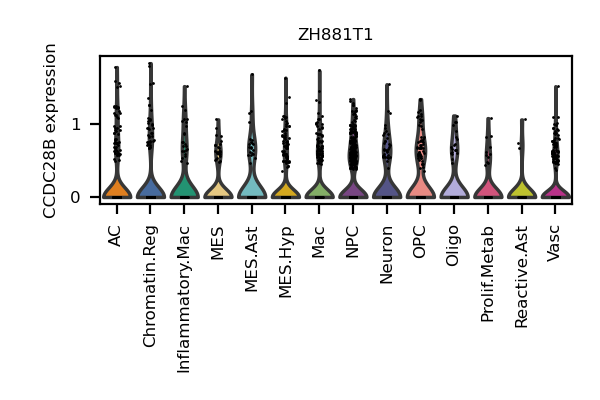 ZH881T1
CCDC28B expression
1
0
AC
Chromatin.Reg
Inflammatory.Mac
MES
MES.Ast
MES.Hyp
Mac
NPC
Neuron
OPC
Oligo
Prolif.Metab
Reactive.Ast
Vasc